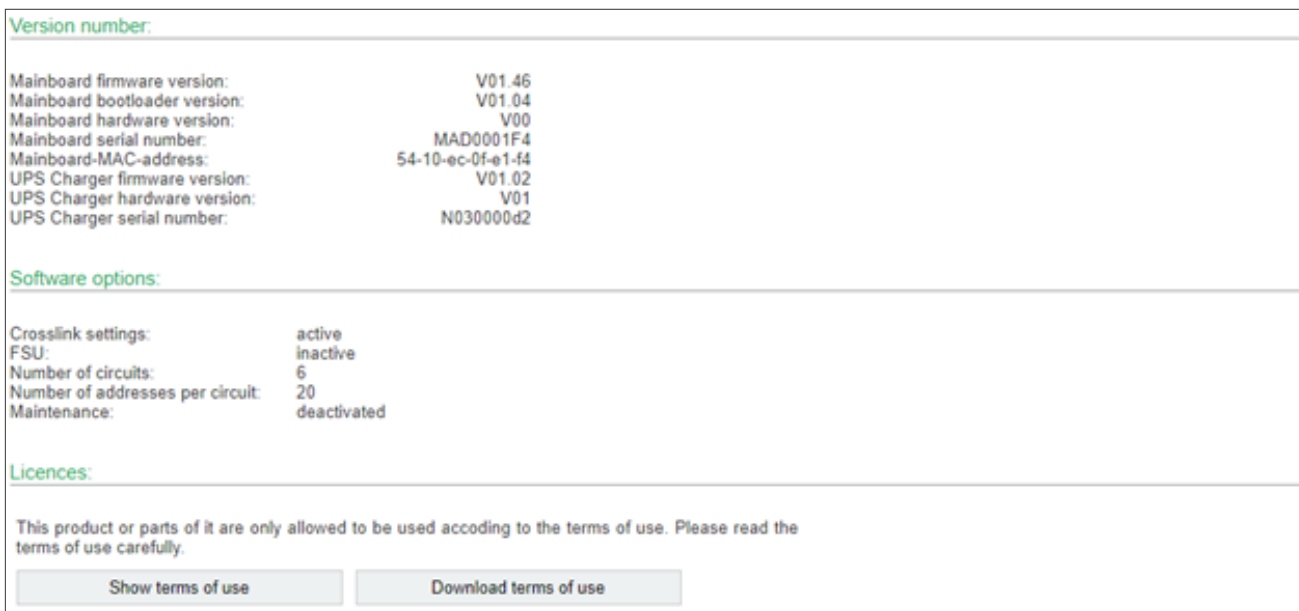 Version number:
Mainboard firmware version: V01.46
Mainboard bootloader version: V01.04
Mainboard hardware version: V00
Mainboard serial number: MAD0001F4
Mainboard-MAC-address: 54-10-ec-0f-e1-f4
UPS Charger firmware version: V01.02
UPS Charger hardware version: V01
UPS Charger serial number: N030000d2
Software options:
Crosslink settings: active
FSU: inactive
Number of circuits: 6
Number of addresses per circuit: 20
Maintenance: deactivated
Licences:
This product or parts of it are only allowed to be used accoding to the terms of use. Please read the
terms of use carefully.
Show terms of use Download terms of use